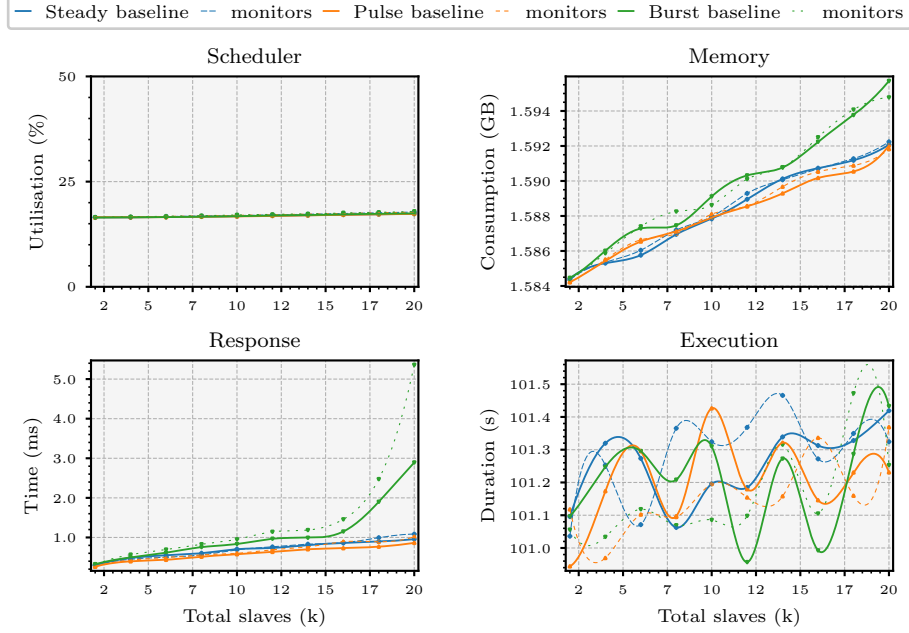 Steady baseline monitors Pulse baseline monitors Burst baseline monitors
Scheduler
Utilisation (%)
50
25
0
2 5 7 10 12 15 17 20
Memory
Consumption (GB)
1.594
1.592
1.590
1.588
1.586
1.584
2 5 7 10 12 15 17 20
Response
Time (ms)
5.0
4.0
3.0
2.0
1.0
2 5 7 10 12 15 17 20
Total slaves (k)
Execution
Duration (s)
101.5
101.4
101.3
101.2
101.1
101.0
2 5 7 10 12 15 17 20
Total slaves (k)